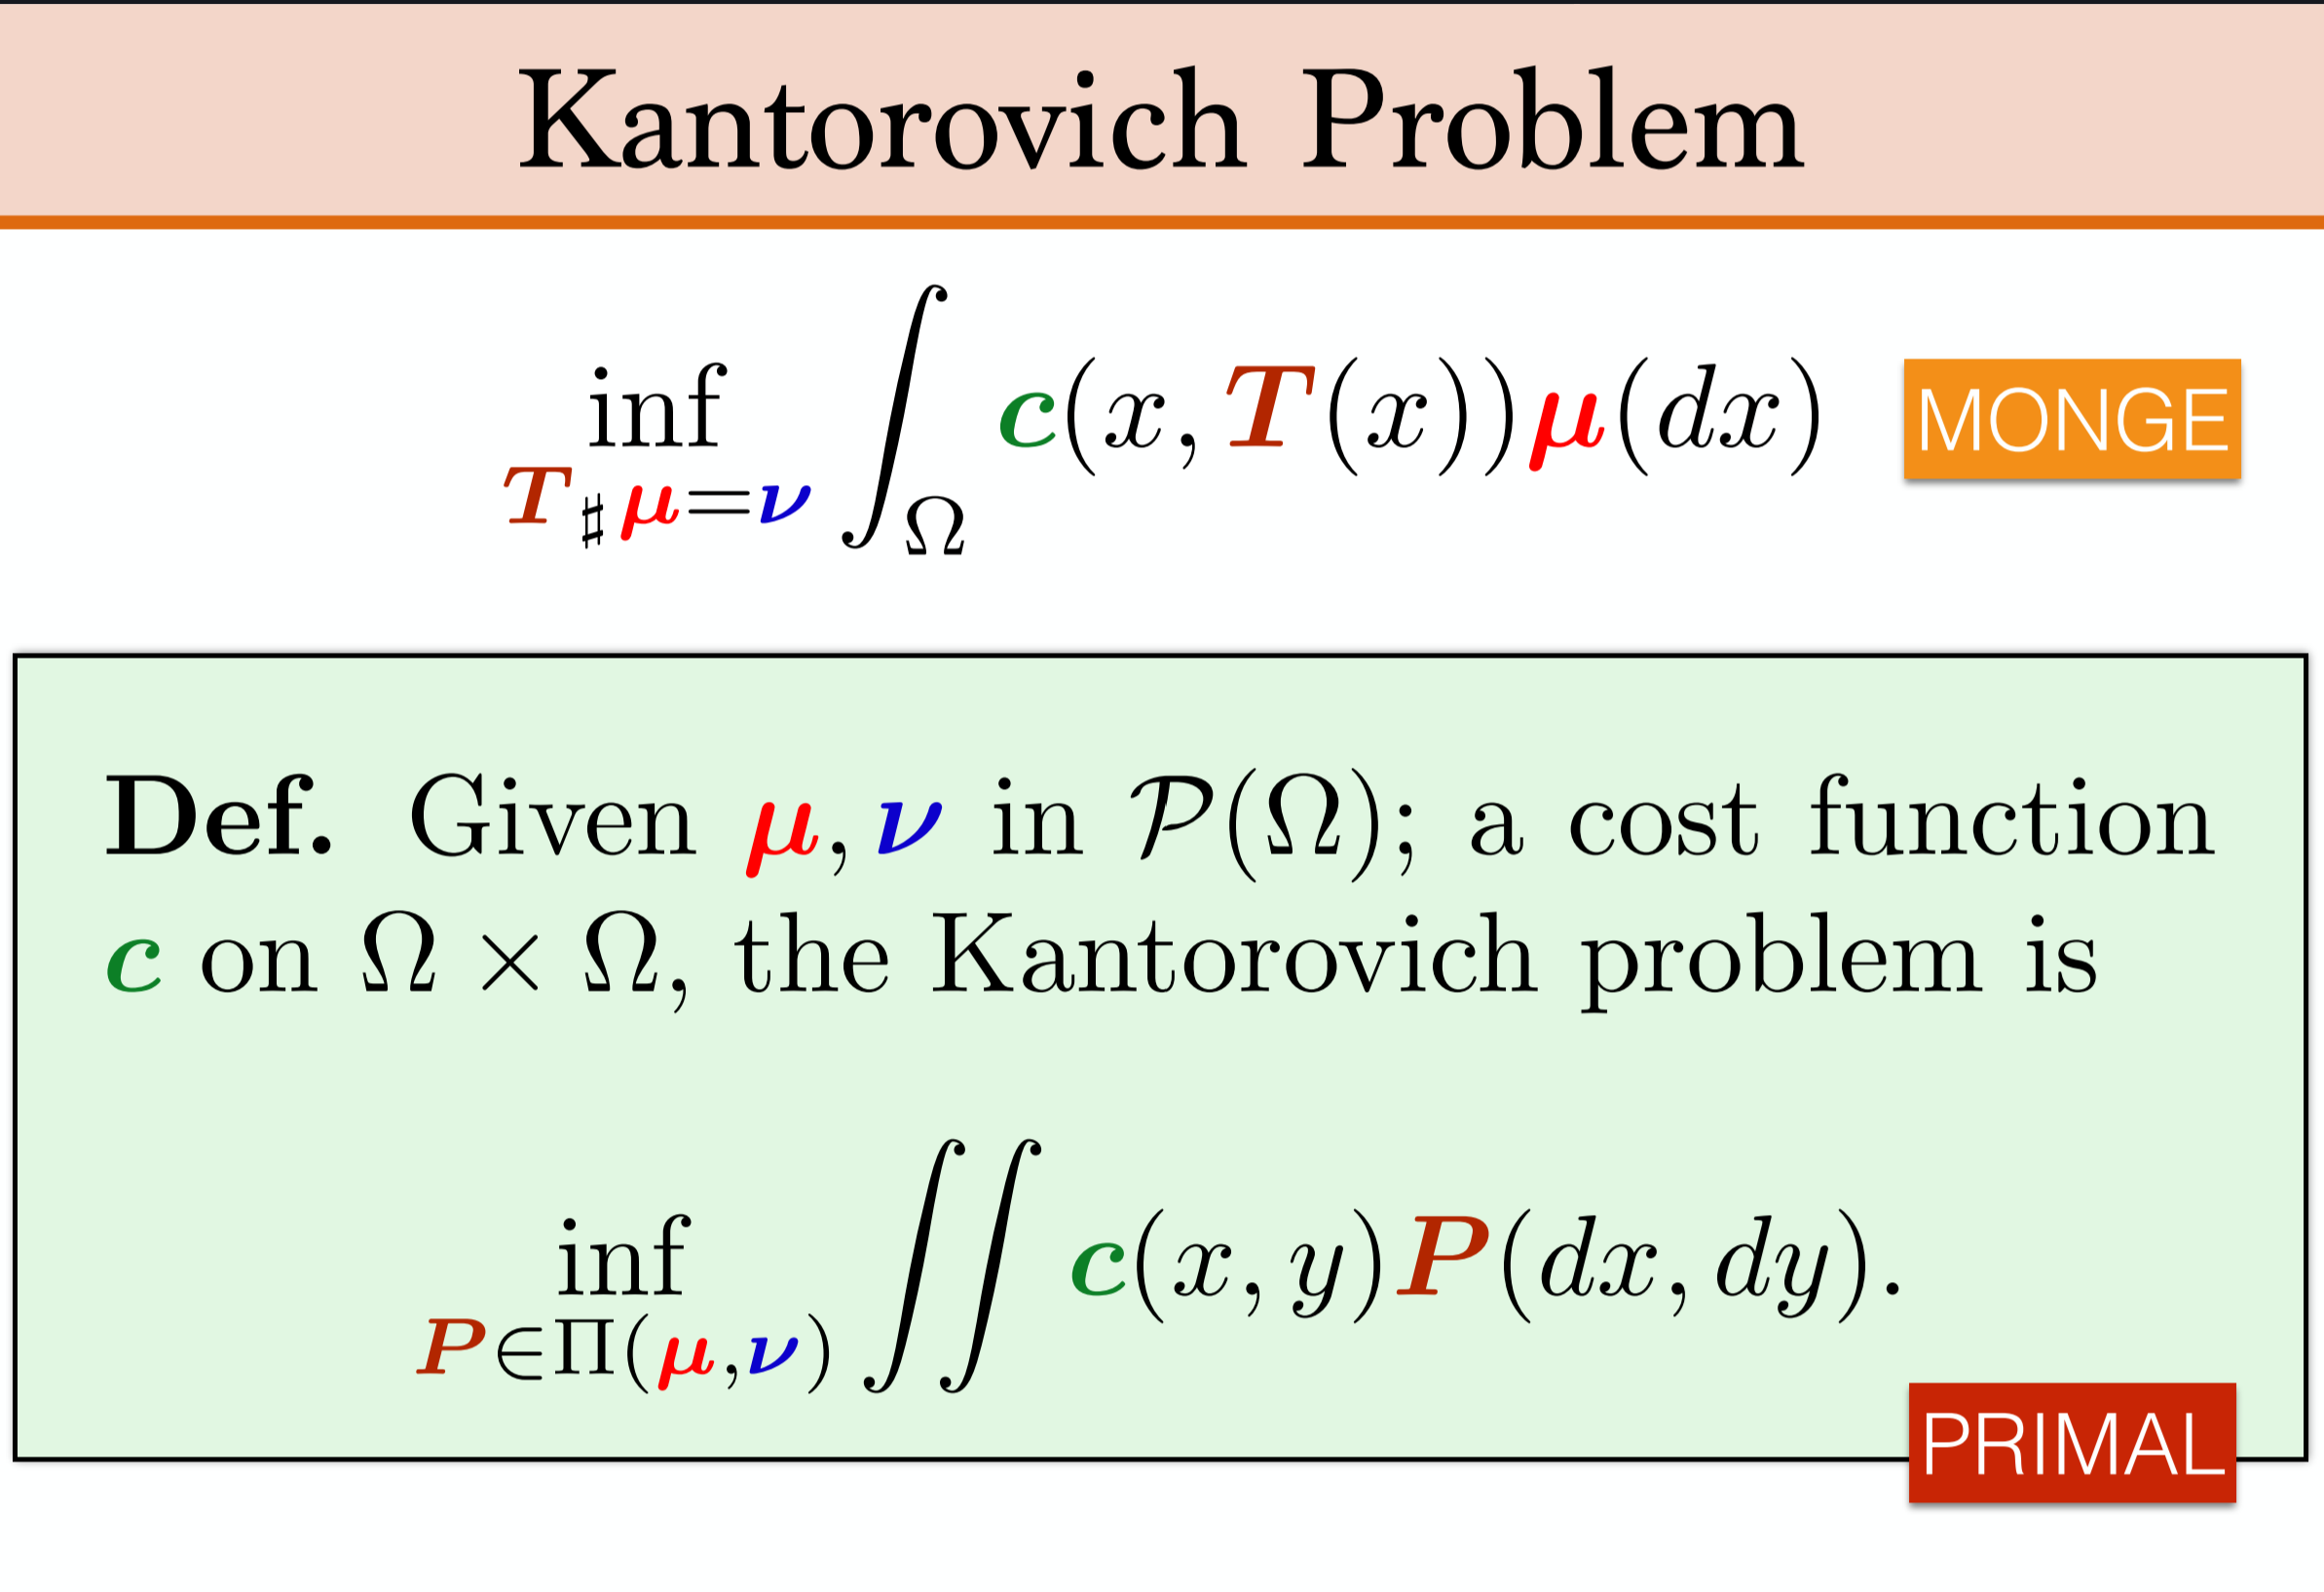 Kantorovich Problem
inf_{T♯μ=ν} ∫_Ω c(x, T(x))μ(dx) MONGE
Def. Given μ, ν in 𝒫(Ω); a cost function
c on Ω × Ω, the Kantorovich problem is
inf_{P∈Π(μ,ν)} ∬ c(x, y)P(dx, dy).
PRIMAL